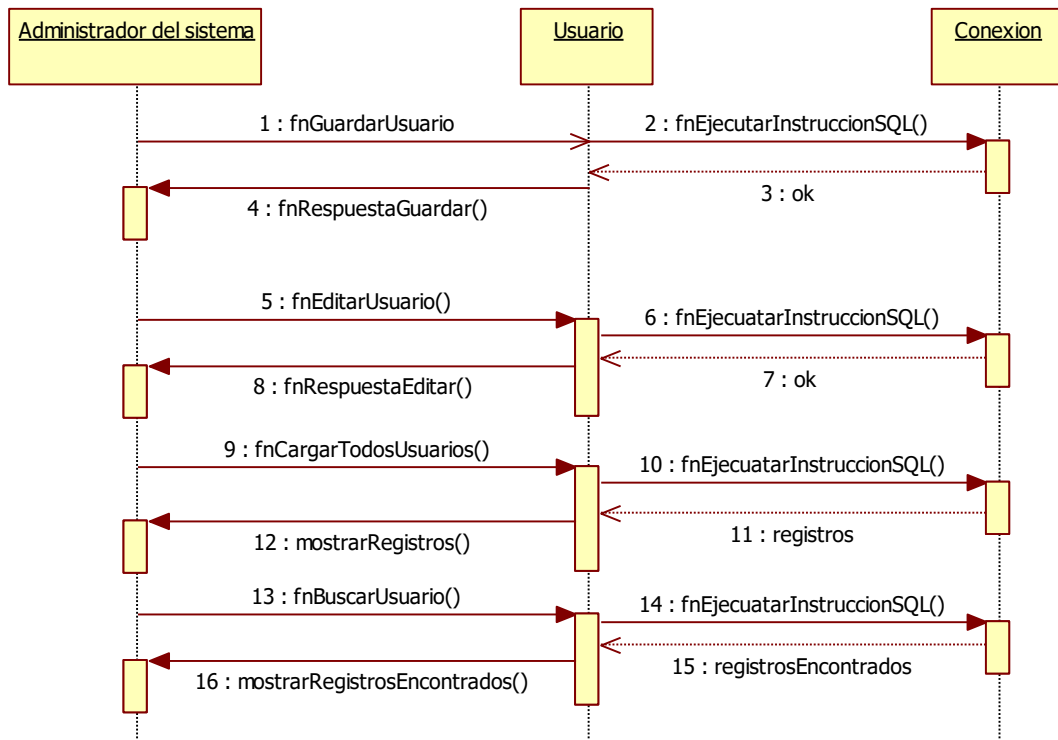 Administrador del sistema
Usuario
Conexion
1 : fnGuardarUsuario
2 : fnEjecutarInstruccionSQL()
3 : ok
4 : fnRespuestaGuardar()
5 : fnEditarUsuario()
6 : fnEjecuatarInstruccionSQL()
7 : ok
8 : fnRespuestaEditar()
9 : fnCargarTodosUsuarios()
10 : fnEjecuatarInstruccionSQL()
11 : registros
12 : mostrarRegistros()
13 : fnBuscarUsuario()
14 : fnEjecuatarInstruccionSQL()
15 : registrosEncontrados
16 : mostrarRegistrosEncontrados()